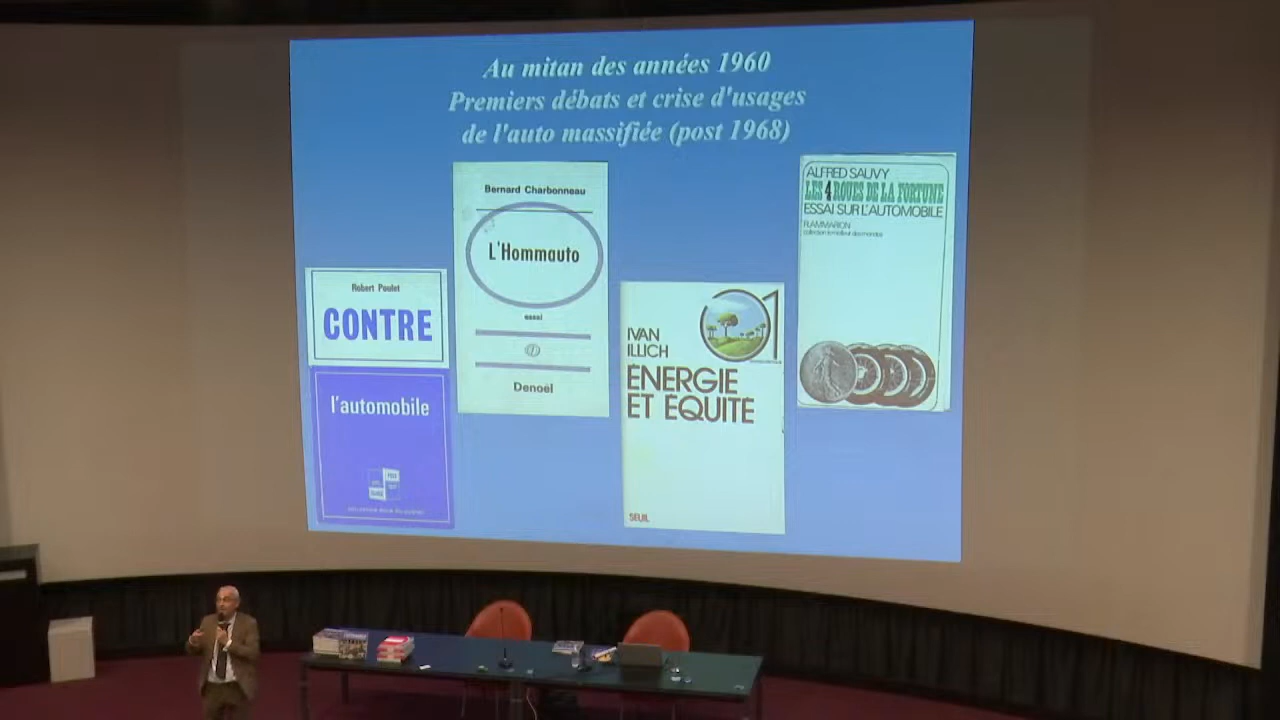 Au mitan des années 1960
Premiers débats et crise d'usages
de l'auto massifiée (post 1968)
Robert Poulet
CONTRE
l'automobile
Bernard Charbonneau
L'Hommauto
essai
Denoël
IVAN
ILLICH
ÉNERGIE
ET ÉQUITÉ
SEUIL
ALFRED SAUVY
LES 4 ROUES DE LA FORTUNE
ESSAI SUR L'AUTOMOBILE
FLAMMARION